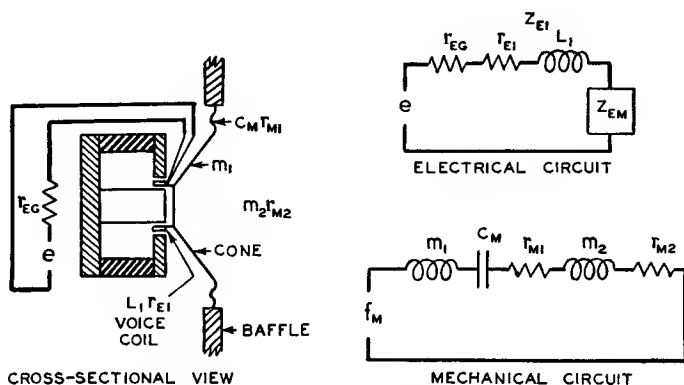 r_EG
e
C_M r_M1
m_1
m_2 r_M2
CONE
L_1 r_E1
VOICE
COIL
BAFFLE
CROSS-SECTIONAL VIEW
Z_E1
r_EG r_E1 L_1
e
Z_EM
ELECTRICAL CIRCUIT
m_1 C_M r_M1 m_2 r_M2
f_M
MECHANICAL CIRCUIT